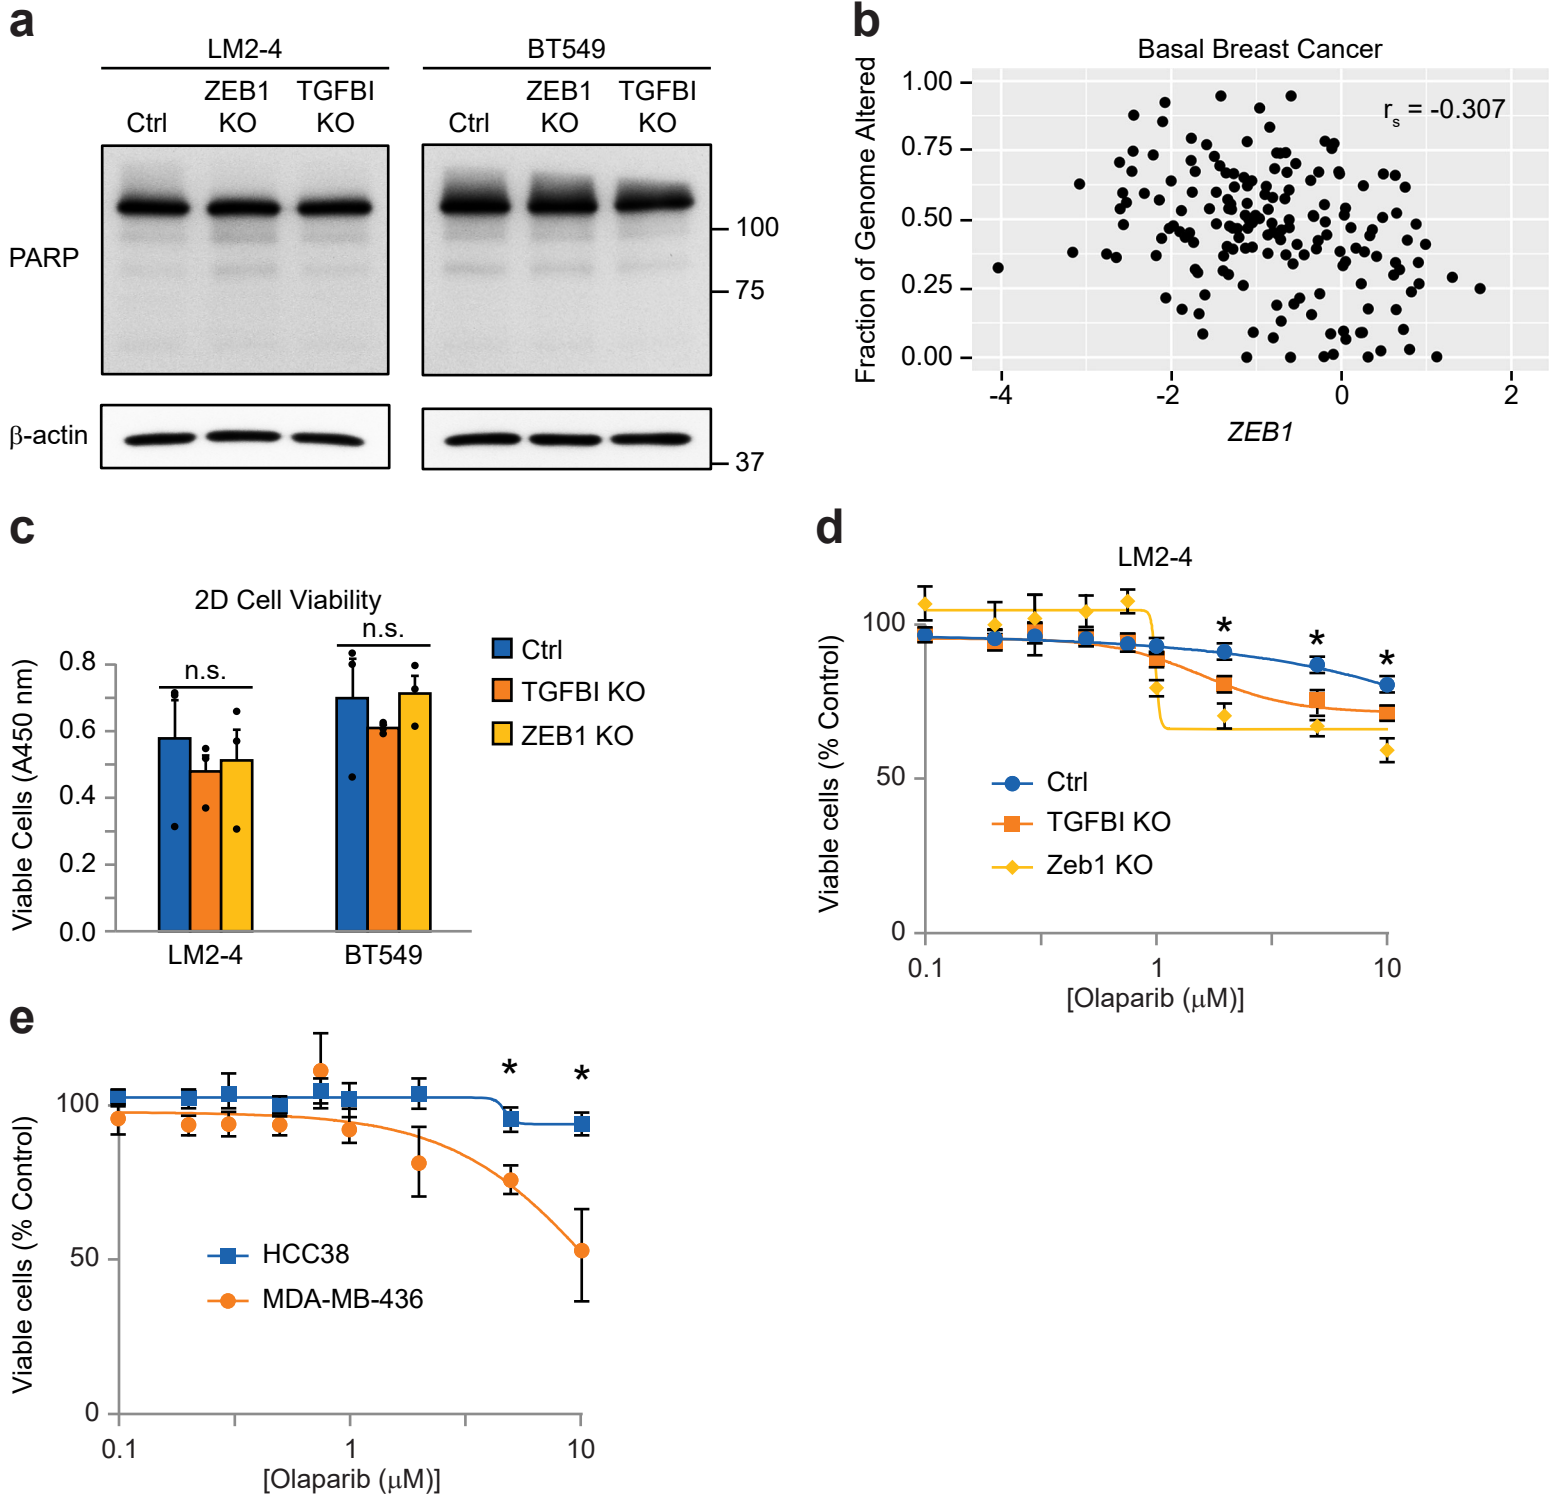 a
LM2-4
BT549
Ctrl
ZEB1
KO
TGFBI
KO
Ctrl
ZEB1
KO
TGFBI
KO
PARP
100
75
β-actin
37
b
Basal Breast Cancer
Fraction of Genome Altered
1.00
0.75
0.50
0.25
0.00
rs = -0.307
-4
-2
0
2
ZEB1
c
2D Cell Viability
Viable Cells (A450 nm)
0.8
0.6
0.4
0.2
0.0
n.s.
n.s.
LM2-4
BT549
Ctrl
TGFBI KO
ZEB1 KO
d
LM2-4
Viable cells (% Control)
100
50
0
* * *
Ctrl
TGFBI KO
Zeb1 KO
0.1
1
10
[Olaparib (μM)]
e
Viable cells (% Control)
100
50
0
* *
HCC38
MDA-MB-436
0.1
1
10
[Olaparib (μM)]